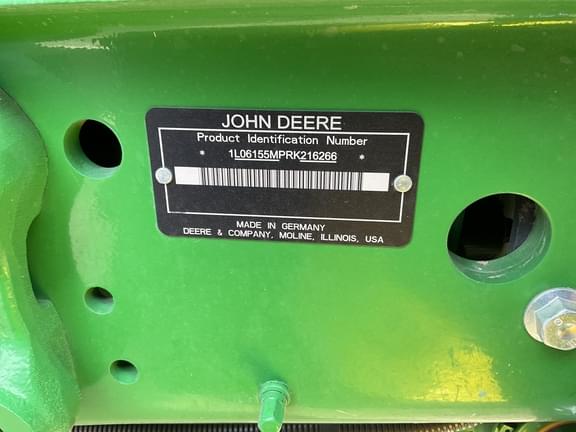 JOHN DEERE
Product Identification Number
* 1L06155MPRK216266 *
MADE IN GERMANY
DEERE & COMPANY, MOLINE, ILLINOIS, USA